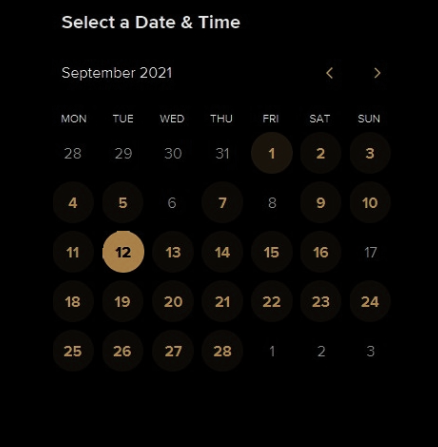 Select a Date & Time
September 2021
MON TUE WED THU FRI SAT SUN
28 29 30 31 1 2 3
4 5 6 7 8 9 10
11 12 13 14 15 16 17
18 19 20 21 22 23 24
25 26 27 28 1 2 3